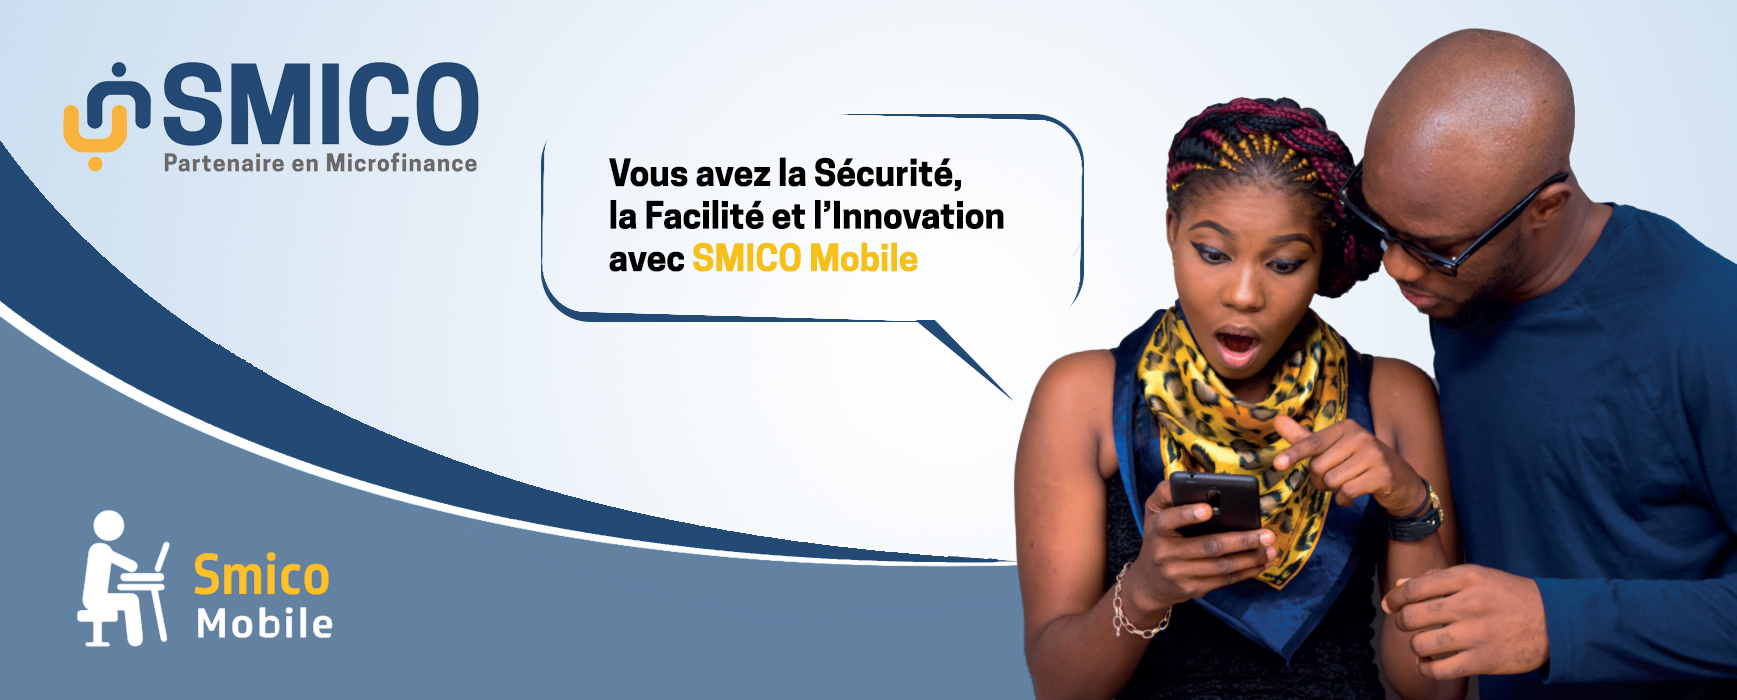 SMICO
Partenaire en Microfinance
Vous avez la Sécurité,
la Facilité et l’Innovation
avec SMICO Mobile
Smico
Mobile